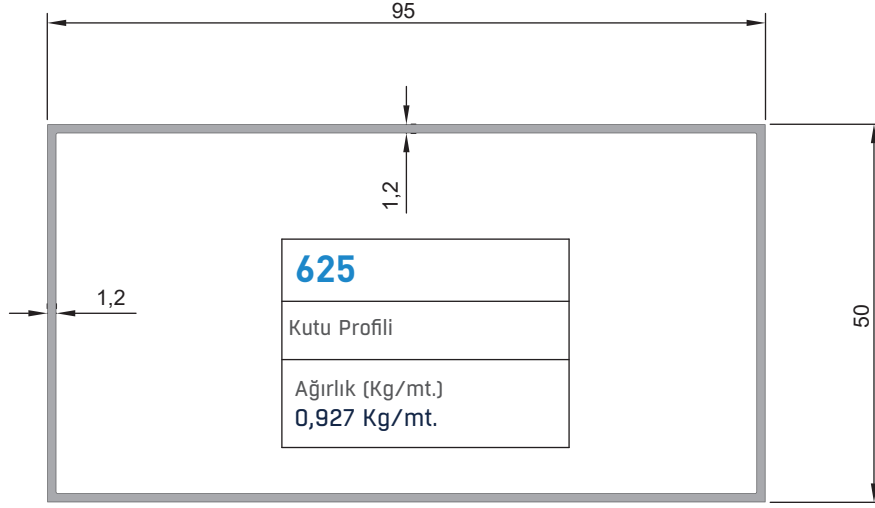 95
1,2
1,2
50
625
Kutu Profili
Ağırlık (Kg/mt.)
0,927 Kg/mt.